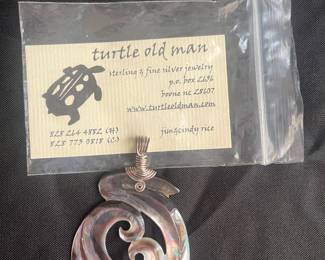 turtle old man
sterling & fine silver jewelry
p.o. box 2696
boone nc 28607
www.turtleoldman.com
828 264 4882 (H)
828 773 9818 (C)
jim&cindy rice